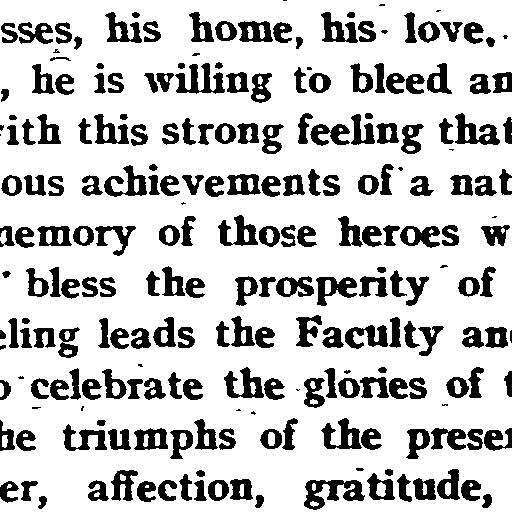 sses, his home, his love.
, he is willing to bleed an
ith this strong feeling that
ous achievements of a nat
emory of those heroes w
bless the prosperity of
eling leads the Faculty an
o celebrate the glories of t
he triumphs of the prese
er, affection, gratitude,